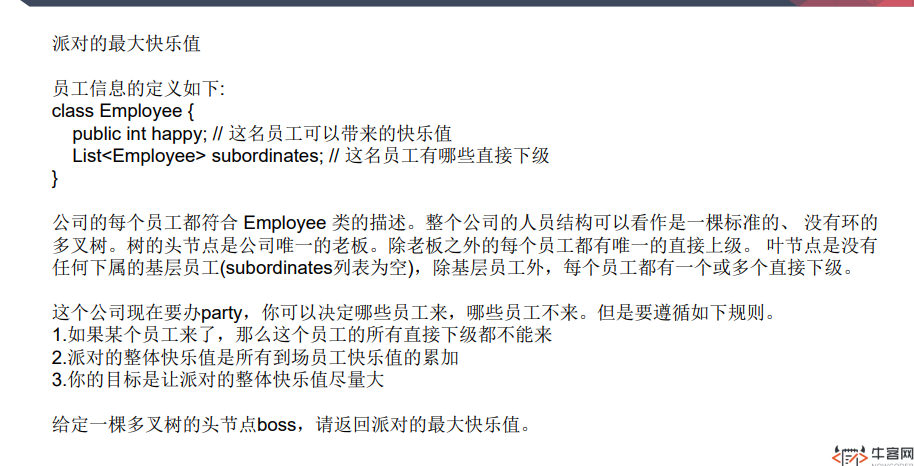 派对的最大快乐值
员工信息的定义如下:
class Employee {
public int happy; // 这名员工可以带来的快乐值
List<Employee> subordinates; // 这名员工有哪些直接下级
}
公司的每个员工都符合 Employee 类的描述。整个公司的人员结构可以看作是一棵标准的、 没有环的
多叉树。树的头节点是公司唯一的老板。除老板之外的每个员工都有唯一的直接上级。 叶节点是没有
任何下属的基层员工(subordinates列表为空)，除基层员工外，每个员工都有一个或多个直接下级。
这个公司现在要办party，你可以决定哪些员工来，哪些员工不来。但是要遵循如下规则。
1.如果某个员工来了，那么这个员工的所有直接下级都不能来
2.派对的整体快乐值是所有到场员工快乐值的累加
3.你的目标是让派对的整体快乐值尽量大
给定一棵多叉树的头节点boss，请返回派对的最大快乐值。
牛客网